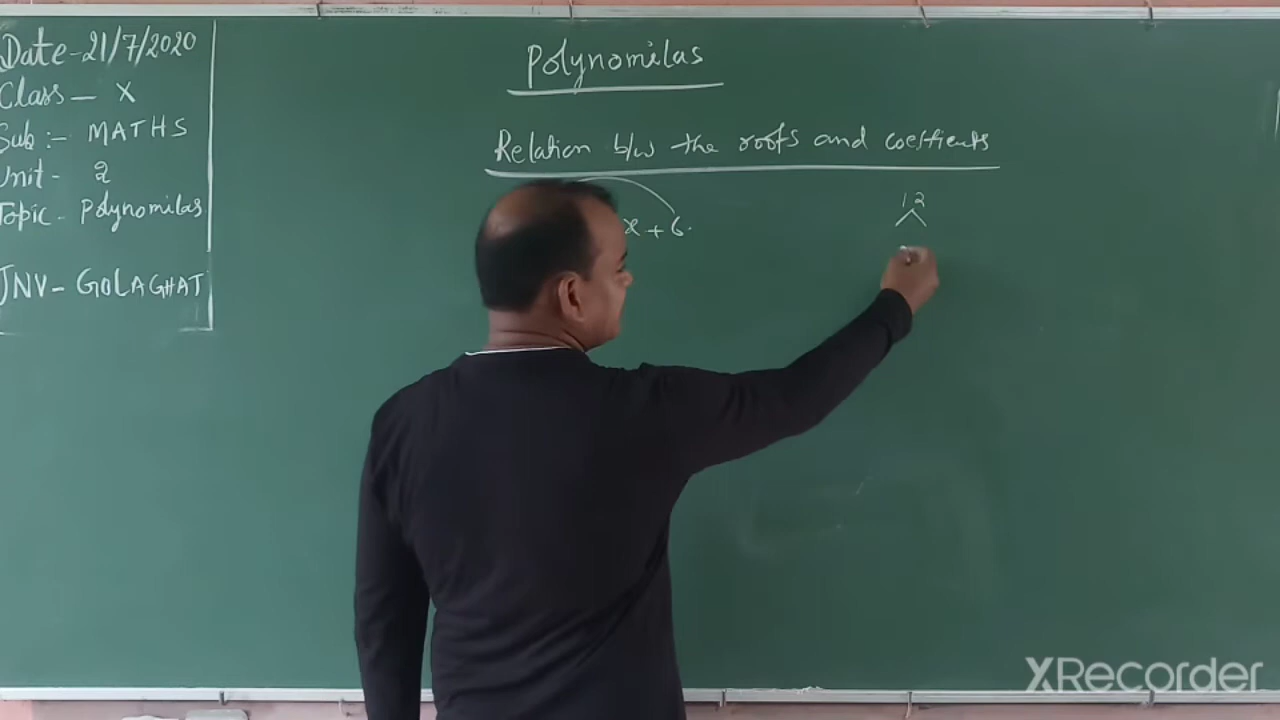 Date-21/7/2020
Class - X
Sub:- MATHS
Unit- 2
Topic - Polynomilas
JNV- GOLAGHAT
Polynomilas
Relation b/w the roots and coefficients
x + 6.
12
XRecorder